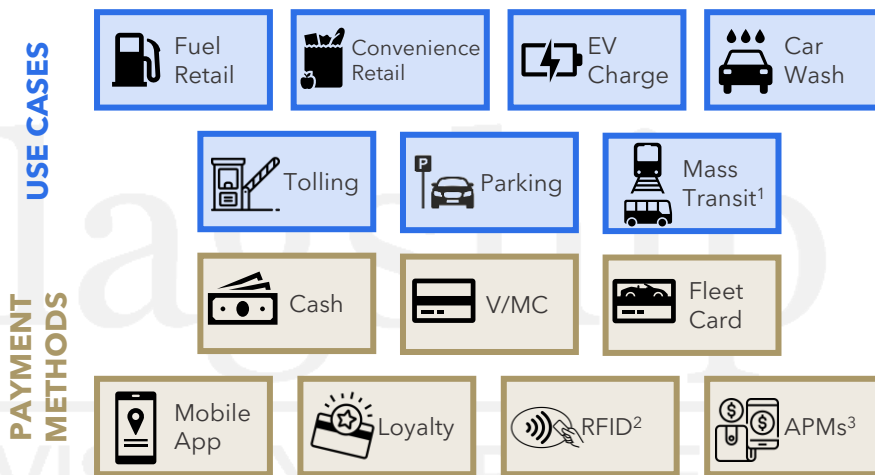 USE CASES
Fuel
Retail
Convenience
Retail
EV
Charge
Car
Wash
Tolling
P
Parking
Mass
Transit¹
PAYMENT
METHODS
Cash
V/MC
Fleet
Card
Mobile
App
Loyalty
RFID²
$
$
APMs³